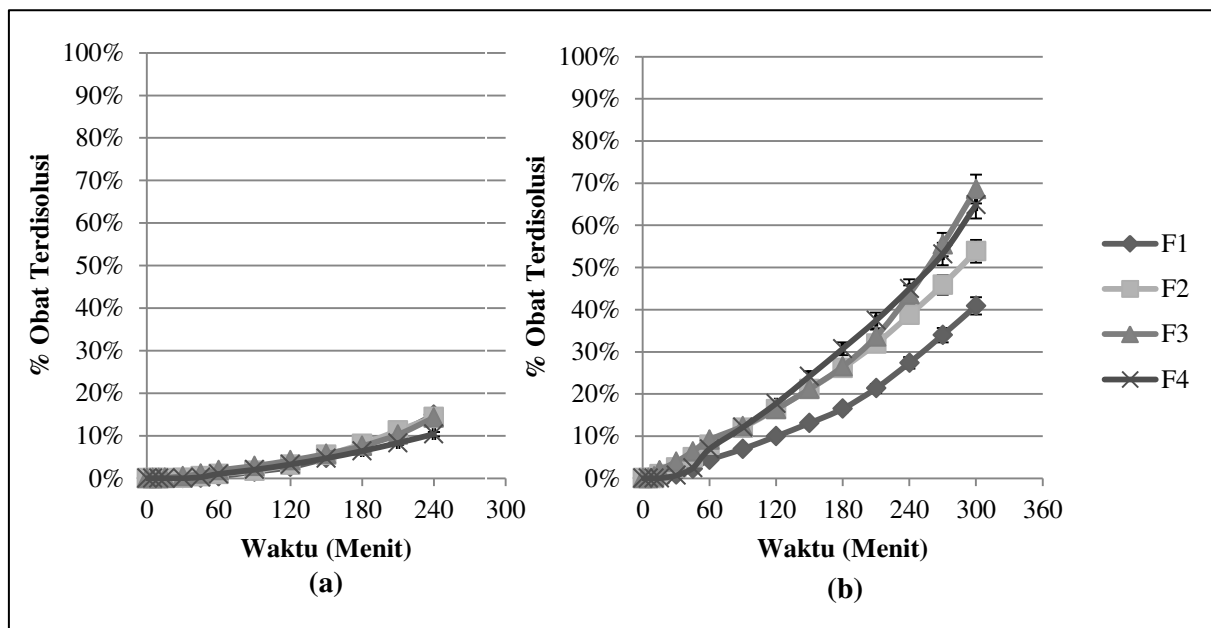 % Obat Terdisolusi
100%
90%
80%
70%
60%
50%
40%
30%
20%
10%
0%
0 60 120 180 240 300
Waktu (Menit)
(a)
% Obat Terdisolusi
100%
90%
80%
70%
60%
50%
40%
30%
20%
10%
0%
0 60 120 180 240 300 360
Waktu (Menit)
(b)
F1
F2
F3
F4